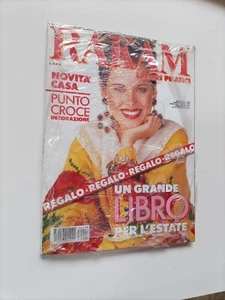 RAKAM
NOVITÀ
CASA
PUNTO
CROCE
DECORAZIONE
REGALO · REGALO · REGALO · REGALO
UN GRANDE
LIBRO
PER L'ESTATE